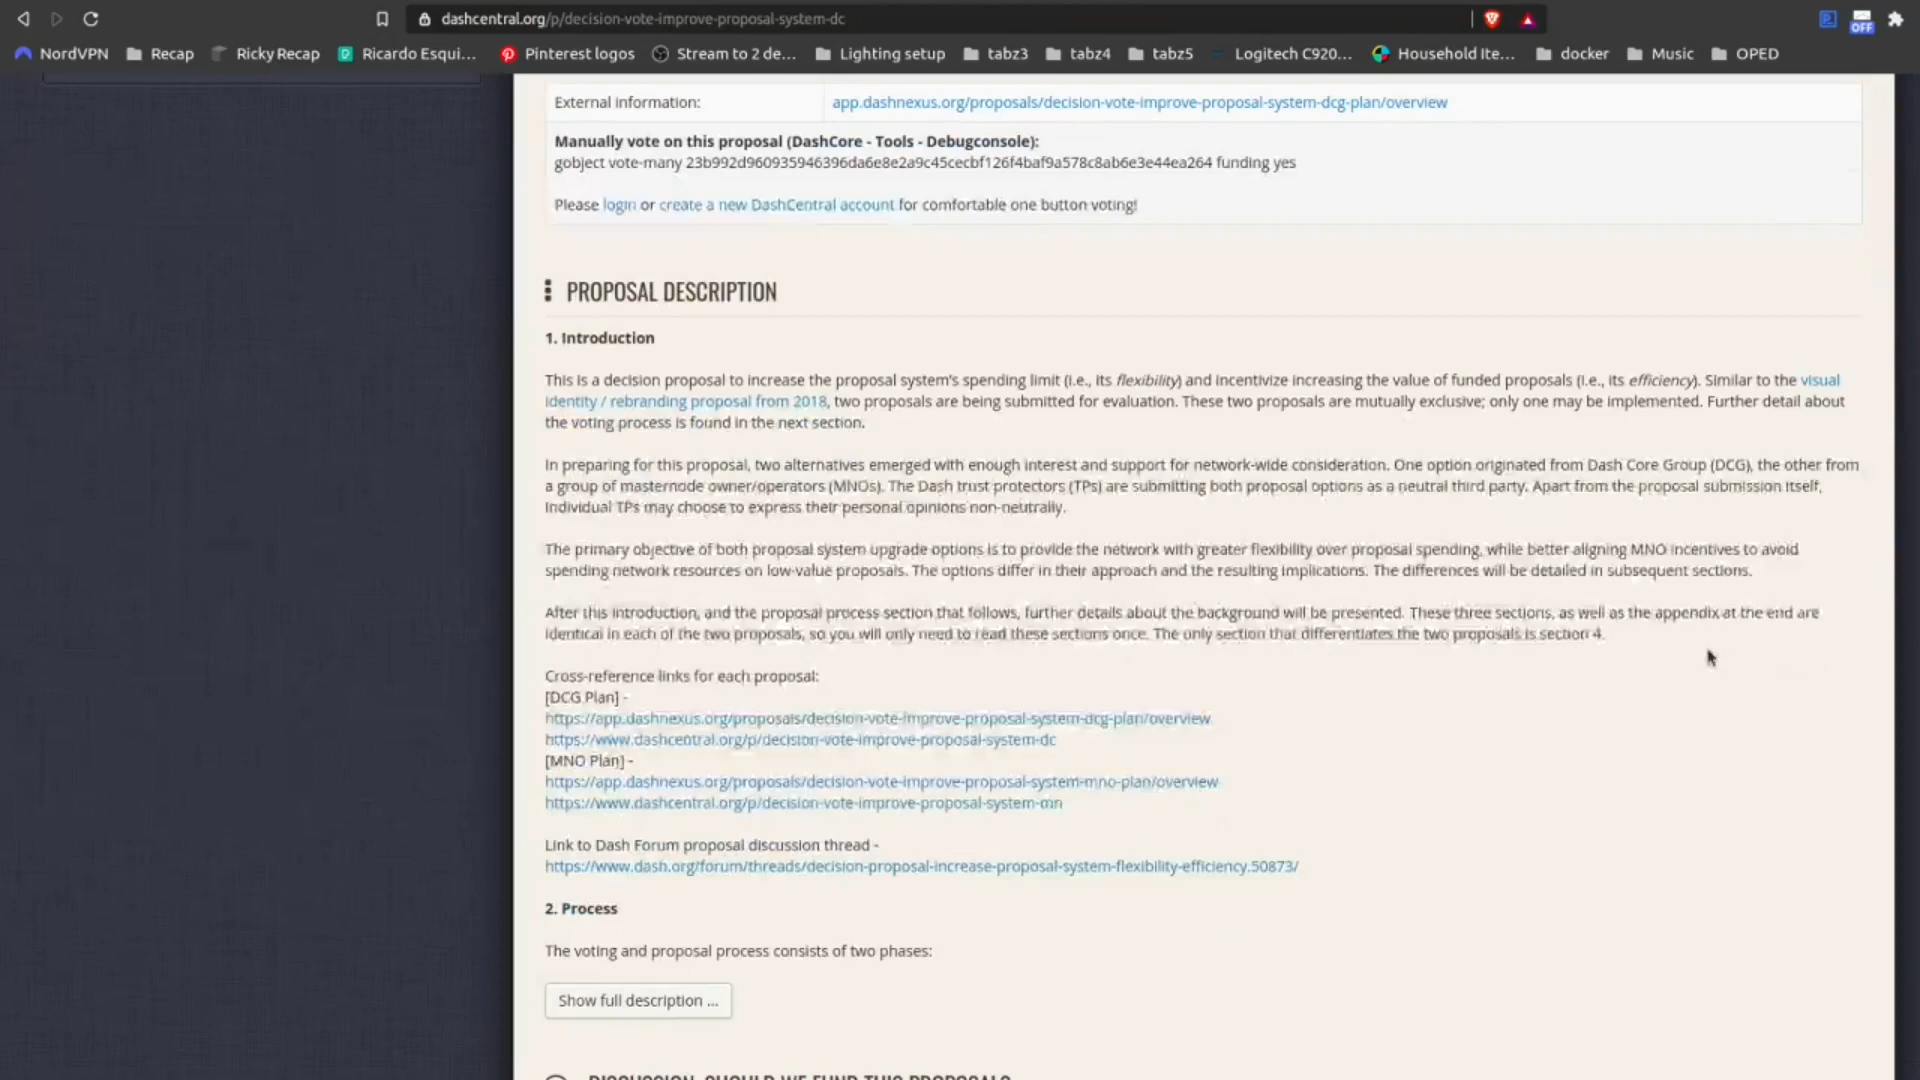 dashcentral.org/p/decision-vote-improve-proposal-system-dc
OFF
NordVPN Recap Ricky Recap Ricardo Esqui... Pinterest logos Stream to 2 de... Lighting setup tabz3 tabz4 tabz5 Logitech C920... Household Ite... docker Music OPED
External information: app.dashnexus.org/proposals/decision-vote-improve-proposal-system-dcg-plan/overview
Manually vote on this proposal (DashCore - Tools - Debugconsole):
gobject vote-many 23b992d960935946396da6e8e2a9c45cecbf126f4baf9a578c8ab6e3e44ea264 funding yes
Please login or create a new DashCentral account for comfortable one button voting!
PROPOSAL DESCRIPTION
1. Introduction
This is a decision proposal to increase the proposal system's spending limit (i.e., its flexibility) and incentivize increasing the value of funded proposals (i.e., its efficiency). Similar to the visual
identity / rebranding proposal from 2018, two proposals are being submitted for evaluation. These two proposals are mutually exclusive; only one may be implemented. Further detail about
the voting process is found in the next section.
In preparing for this proposal, two alternatives emerged with enough interest and support for network-wide consideration. One option originated from Dash Core Group (DCG), the other from
a group of masternode owner/operators (MNOs). The Dash trust protectors (TPs) are submitting both proposal options as a neutral third party. Apart from the proposal submission itself,
individual TPs may choose to express their personal opinions non-neutrally.
The primary objective of both proposal system upgrade options is to provide the network with greater flexibility over proposal spending, while better aligning MNO incentives to avoid
spending network resources on low-value proposals. The options differ in their approach and the resulting implications. The differences will be detailed in subsequent sections.
After this introduction, and the proposal process section that follows, further details about the background will be presented. These three sections, as well as the appendix at the end are
identical in each of the two proposals, so you will only need to read these sections once. The only section that differentiates the two proposals is section 4.
Cross-reference links for each proposal:
[DCG Plan] -
https://app.dashnexus.org/proposals/decision-vote-improve-proposal-system-dcg-plan/overview
https://www.dashcentral.org/p/decision-vote-improve-proposal-system-dc
[MNO Plan] -
https://app.dashnexus.org/proposals/decision-vote-improve-proposal-system-mno-plan/overview
https://www.dashcentral.org/p/decision-vote-improve-proposal-system-mn
Link to Dash Forum proposal discussion thread -
https://www.dash.org/forum/threads/decision-proposal-increase-proposal-system-flexibility-efficiency.50873/
2. Process
The voting and proposal process consists of two phases:
Show full description ...
DISCUSSION: SHOULD WE FUND THIS PROPOSAL?